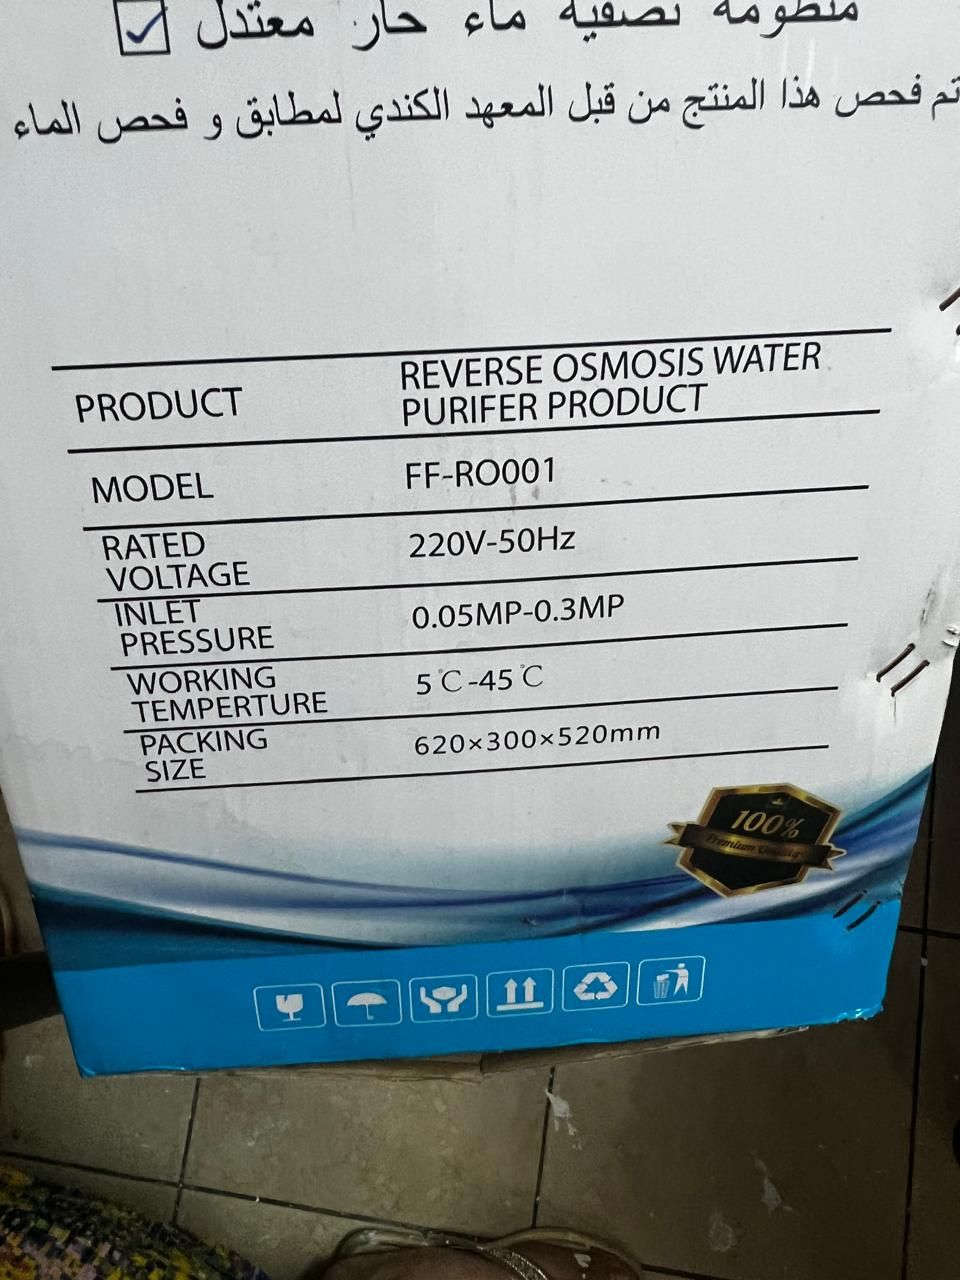 منظومة تصفية ماء حار معتدل
تم فحص هذا المنتج من قبل المعهد الكندي لمطابق و فحص الماء
PRODUCT REVERSE OSMOSIS WATER PURIFER PRODUCT
MODEL FF-RO001
RATED VOLTAGE 220V-50Hz
INLET PRESSURE 0.05MP-0.3MP
WORKING TEMPERTURE 5℃-45℃
PACKING SIZE 620×300×520mm
100%
Premium Quality